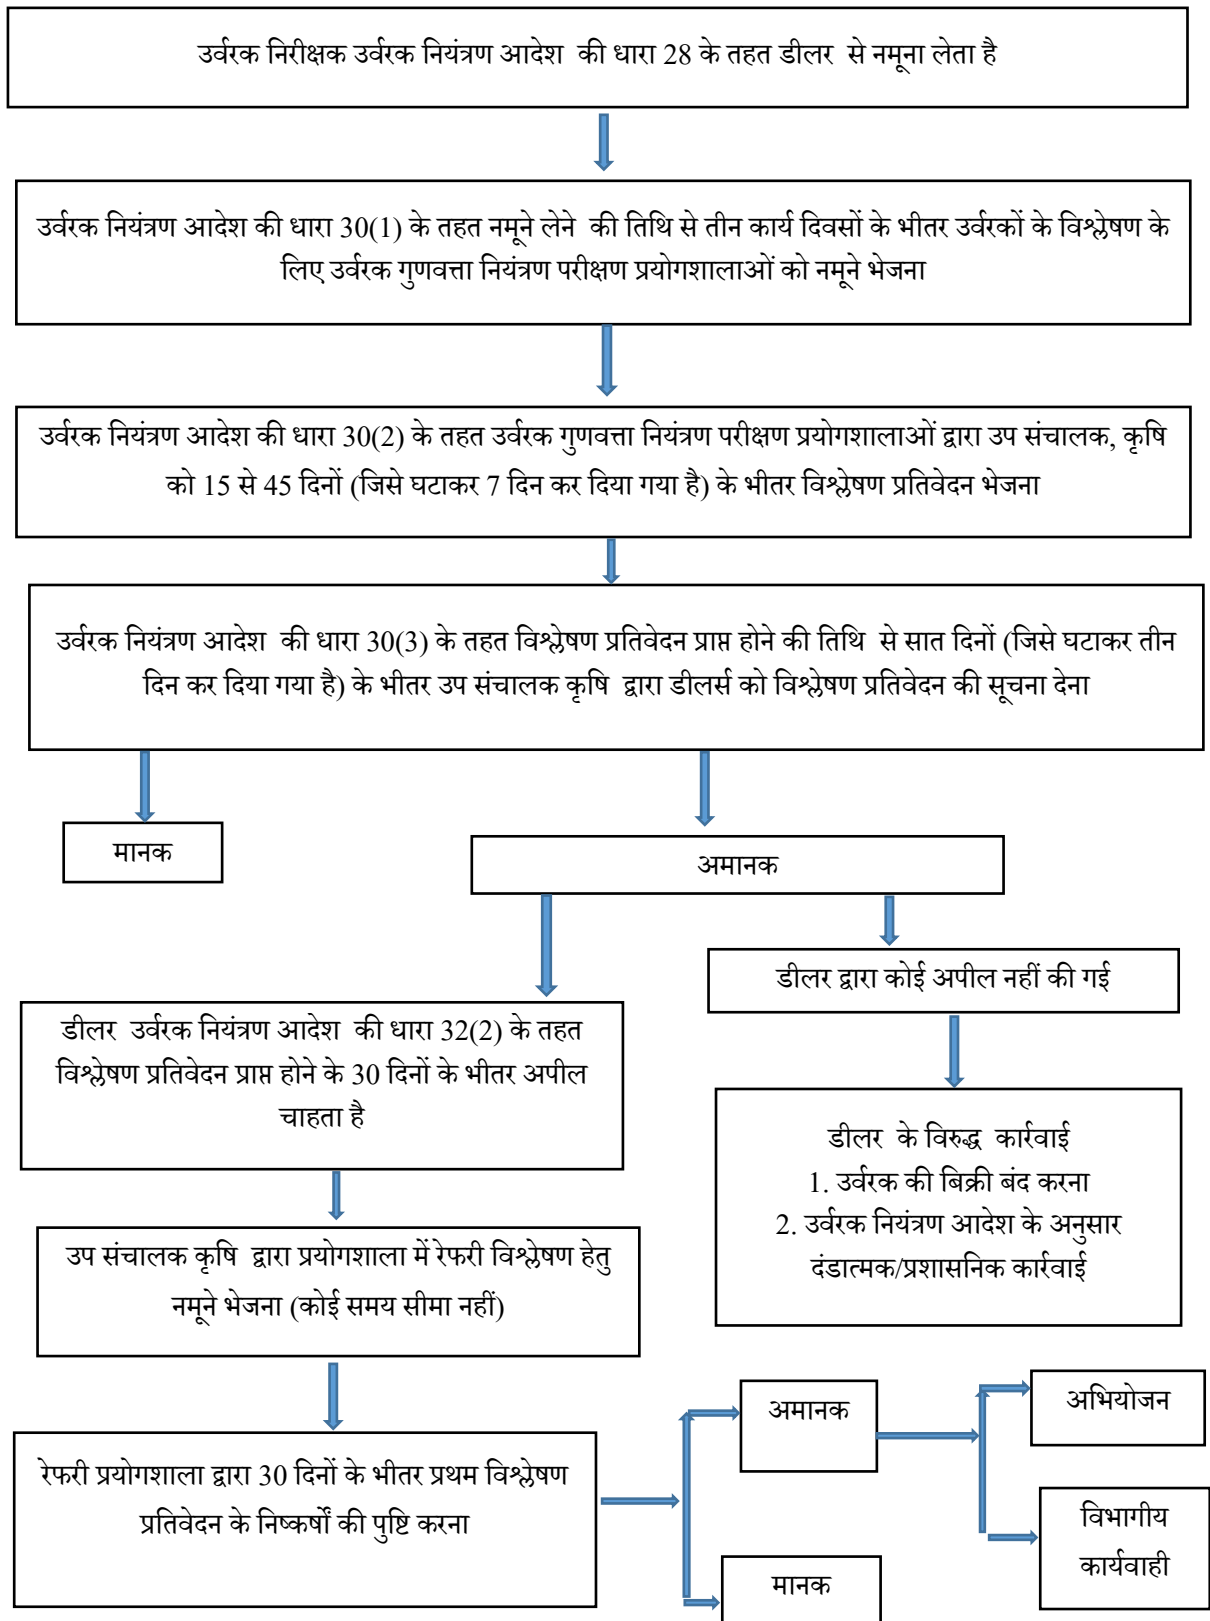 उर्वरक निरीक्षक उर्वरक नियंत्रण आदेश की धारा 28 के तहत डीलर से नमूना लेता है
उर्वरक नियंत्रण आदेश की धारा 30(1) के तहत नमूने लेने की तिथि से तीन कार्य दिवसों के भीतर उर्वरकों के विश्लेषण के
लिए उर्वरक गुणवत्ता नियंत्रण परीक्षण प्रयोगशालाओं को नमूने भेजना
उर्वरक नियंत्रण आदेश की धारा 30(2) के तहत उर्वरक गुणवत्ता नियंत्रण परीक्षण प्रयोगशालाओं द्वारा उप संचालक, कृषि
को 15 से 45 दिनों (जिसे घटाकर 7 दिन कर दिया गया है) के भीतर विश्लेषण प्रतिवेदन भेजना
उर्वरक नियंत्रण आदेश की धारा 30(3) के तहत विश्लेषण प्रतिवेदन प्राप्त होने की तिथि से सात दिनों (जिसे घटाकर तीन
दिन कर दिया गया है) के भीतर उप संचालक कृषि द्वारा डीलर्स को विश्लेषण प्रतिवेदन की सूचना देना
मानक
अमानक
डीलर द्वारा कोई अपील नहीं की गई
डीलर उर्वरक नियंत्रण आदेश की धारा 32(2) के तहत
विश्लेषण प्रतिवेदन प्राप्त होने के 30 दिनों के भीतर अपील
चाहता है
डीलर के विरुद्ध कार्रवाई
1. उर्वरक की बिक्री बंद करना
2. उर्वरक नियंत्रण आदेश के अनुसार
दंडात्मक/प्रशासनिक कार्रवाई
उप संचालक कृषि द्वारा प्रयोगशाला में रेफरी विश्लेषण हेतु
नमूने भेजना (कोई समय सीमा नहीं)
रेफरी प्रयोगशाला द्वारा 30 दिनों के भीतर प्रथम विश्लेषण
प्रतिवेदन के निष्कर्षों की पुष्टि करना
अमानक
मानक
अभियोजन
विभागीय
कार्यवाही